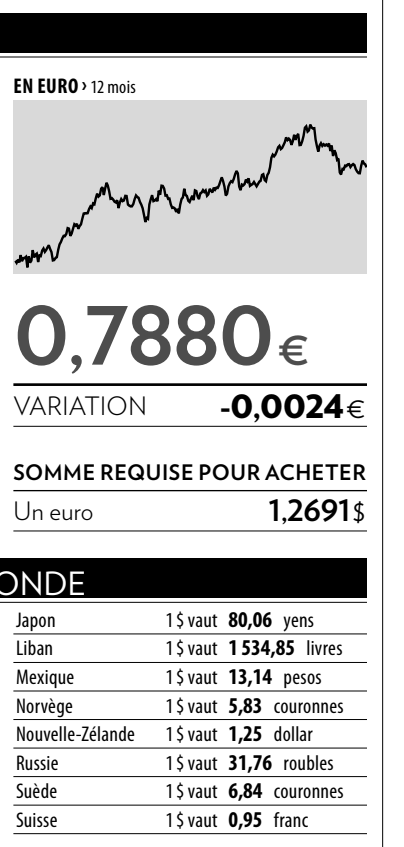 EN EURO › 12 mois
0,7880 €
VARIATION -0,0024 €
SOMME REQUISE POUR ACHETER
Un euro 1,2691 $
ONDE
Japon 1 $ vaut 80,06 yens
Liban 1 $ vaut 1 534,85 livres
Mexique 1 $ vaut 13,14 pesos
Norvège 1 $ vaut 5,83 couronnes
Nouvelle-Zélande 1 $ vaut 1,25 dollar
Russie 1 $ vaut 31,76 roubles
Suède 1 $ vaut 6,84 couronnes
Suisse 1 $ vaut 0,95 franc